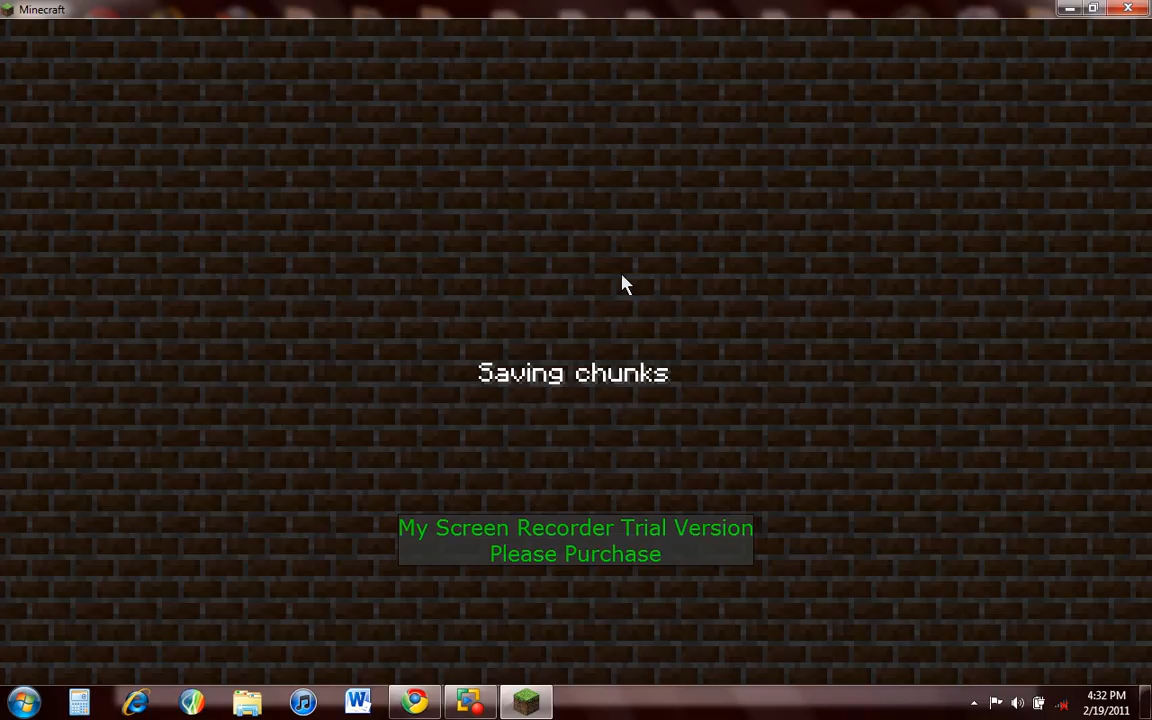 Minecraft
Saving chunks
My Screen Recorder Trial Version
Please Purchase
4:32 PM
2/19/2011